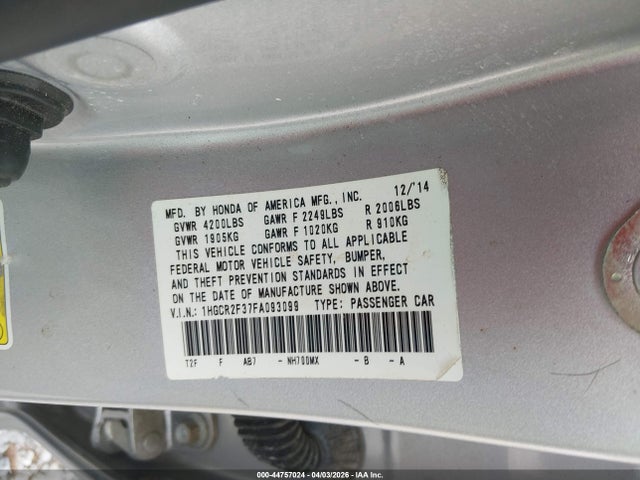 MFD. BY HONDA OF AMERICA MFG., INC. 12/'14
GVWR 4200LBS GAWR F 2249LBS R 2006LBS
GVWR 1905KG GAWR F 1020KG R 910KG
THIS VEHICLE CONFORMS TO ALL APPLICABLE
FEDERAL MOTOR VEHICLE SAFETY, BUMPER,
AND THEFT PREVENTION STANDARDS IN EFFECT
ON THE DATE OF MANUFACTURE SHOWN ABOVE.
V.I.N.: 1HGCR2F37FA093099 TYPE: PASSENGER CAR
T2F F AB7 - NH700MX - B - A
000-44757024 | 04/03/2026 | IAA Inc.